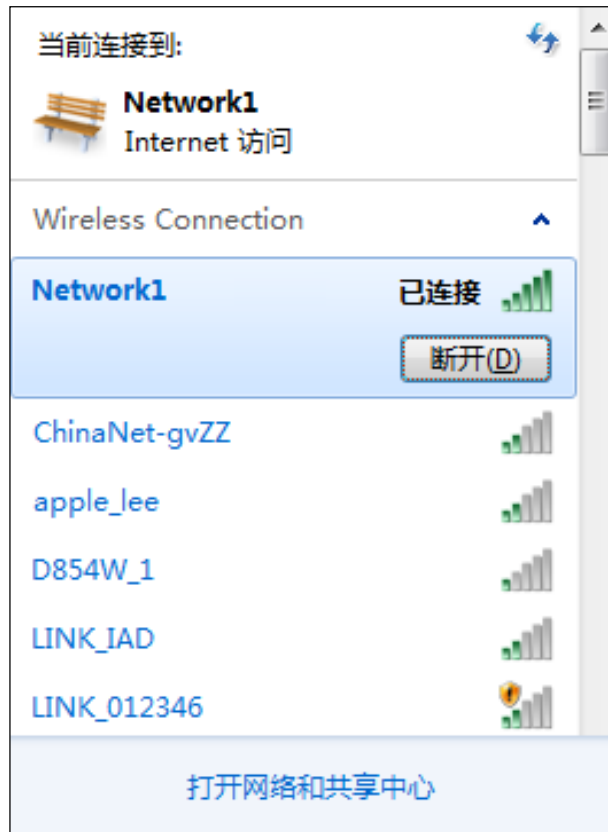 当前连接到:
Network1
Internet 访问
Wireless Connection
Network1 已连接
断开(D)
ChinaNet-gvZZ
apple_lee
D854W_1
LINK_IAD
LINK_012346
打开网络和共享中心